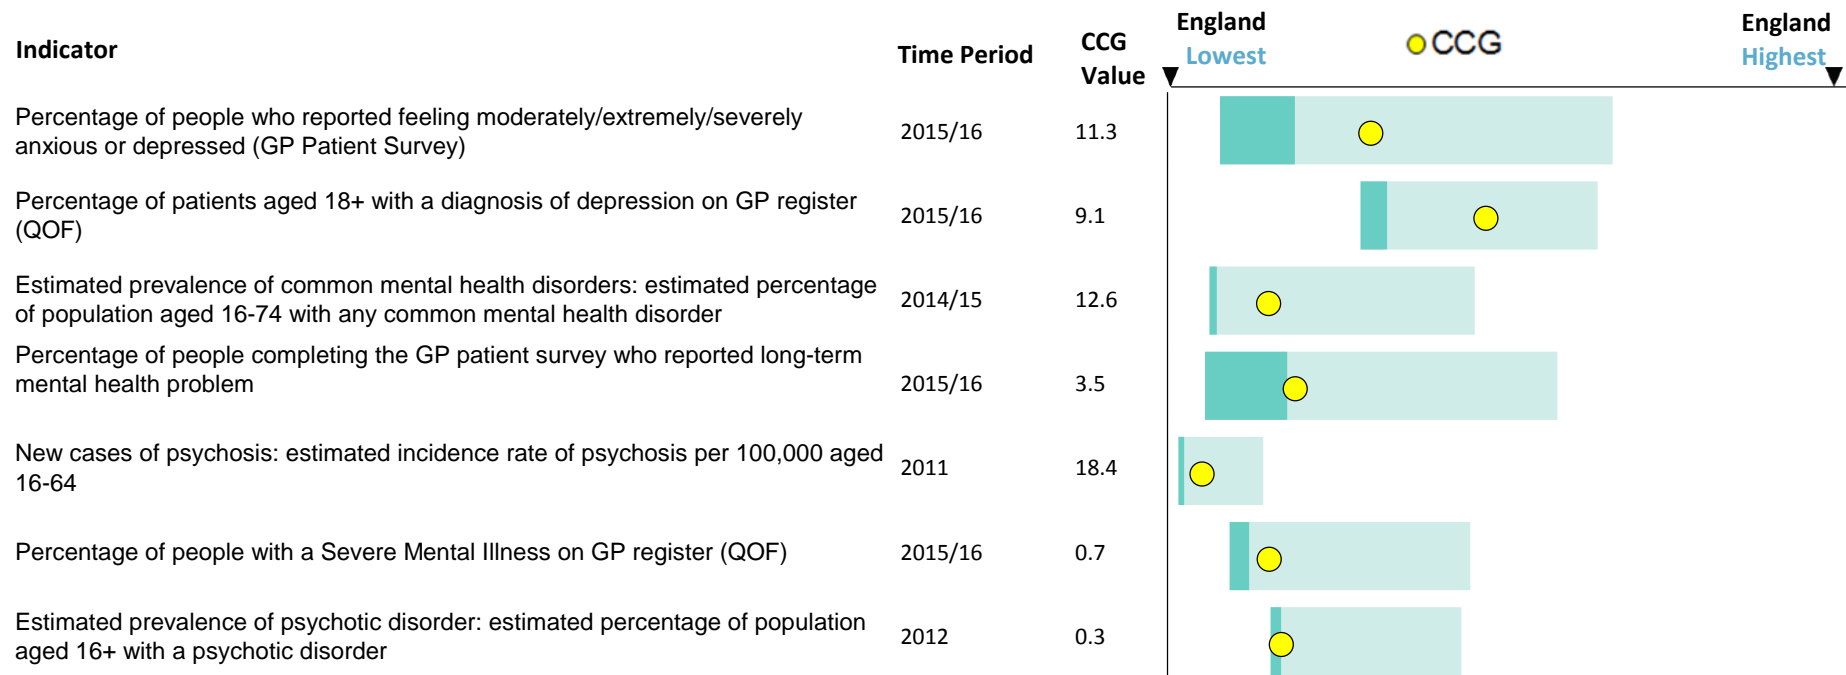 Indicator
Time Period
CCG
Value
England
Lowest
CCG
England
Highest
Percentage of people who reported feeling moderately/extremely/severely
anxious or depressed (GP Patient Survey)
2015/16
11.3
Percentage of patients aged 18+ with a diagnosis of depression on GP register
(QOF)
2015/16
9.1
Estimated prevalence of common mental health disorders: estimated percentage
of population aged 16-74 with any common mental health disorder
2014/15
12.6
Percentage of people completing the GP patient survey who reported long-term
mental health problem
2015/16
3.5
New cases of psychosis: estimated incidence rate of psychosis per 100,000 aged
16-64
2011
18.4
Percentage of people with a Severe Mental Illness on GP register (QOF)
2015/16
0.7
Estimated prevalence of psychotic disorder: estimated percentage of population
aged 16+ with a psychotic disorder
2012
0.3